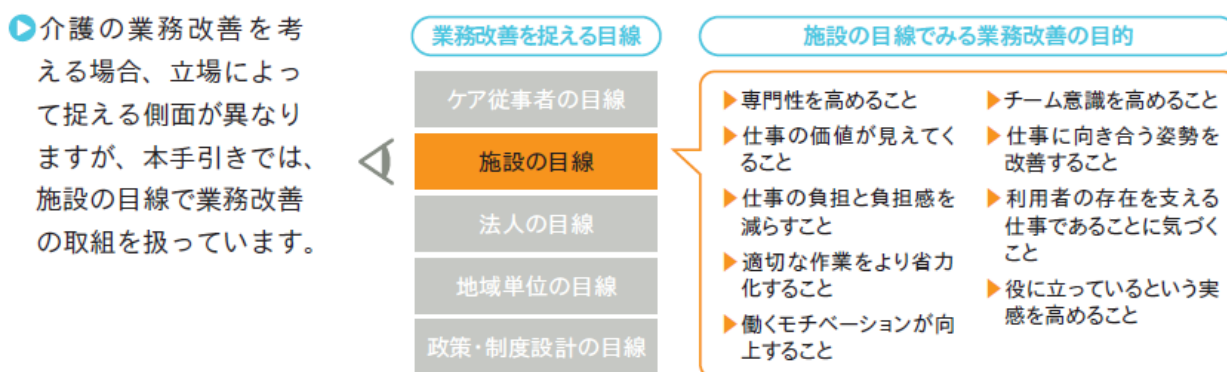 介護の業務改善を考
える場合、立場によっ
て捉える側面が異なり
ますが、本手引きでは、
施設の目線で業務改善
の取組を扱っています。
業務改善を捉える目線
ケア従事者の目線
施設の目線
法人の目線
地域単位の目線
政策・制度設計の目線
施設の目線でみる業務改善の目的
▶専門性を高めること
▶仕事の価値が見えてく
ること
▶仕事の負担と負担感を
減らすこと
▶適切な作業をより省力
化すること
▶働くモチベーションが向
上すること
▶チーム意識を高めること
▶仕事に向き合う姿勢を
改善すること
▶利用者の存在を支える
仕事であることに気づく
こと
▶役に立っているという実
感を高めること